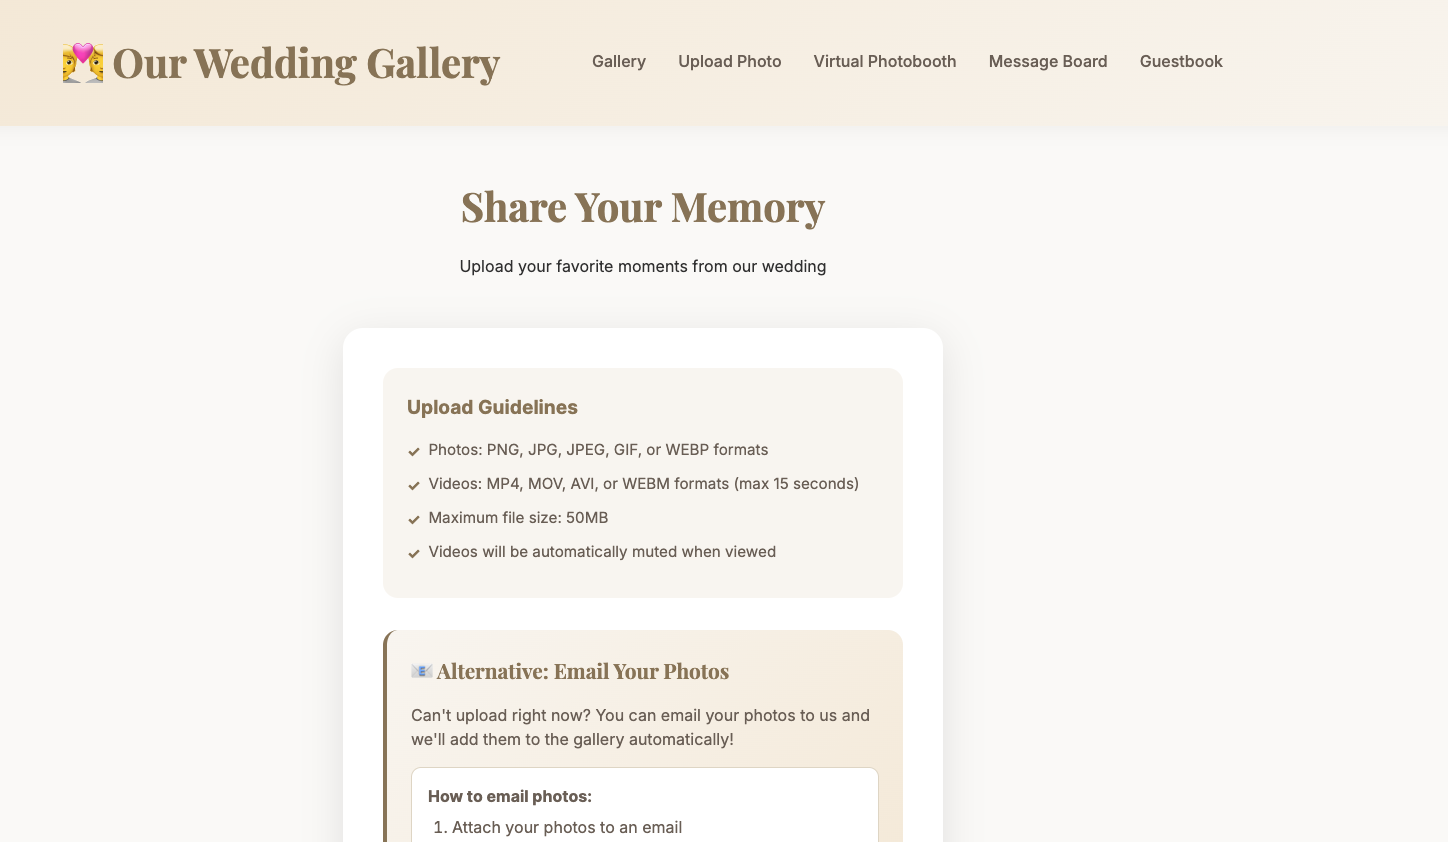 Our Wedding Gallery
Gallery
Upload Photo
Virtual Photobooth
Message Board
Guestbook
Share Your Memory
Upload your favorite moments from our wedding
Upload Guidelines
✓ Photos: PNG, JPG, JPEG, GIF, or WEBP formats
✓ Videos: MP4, MOV, AVI, or WEBM formats (max 15 seconds)
✓ Maximum file size: 50MB
✓ Videos will be automatically muted when viewed
Alternative: Email Your Photos
Can't upload right now? You can email your photos to us and
we'll add them to the gallery automatically!
How to email photos:
1. Attach your photos to an email